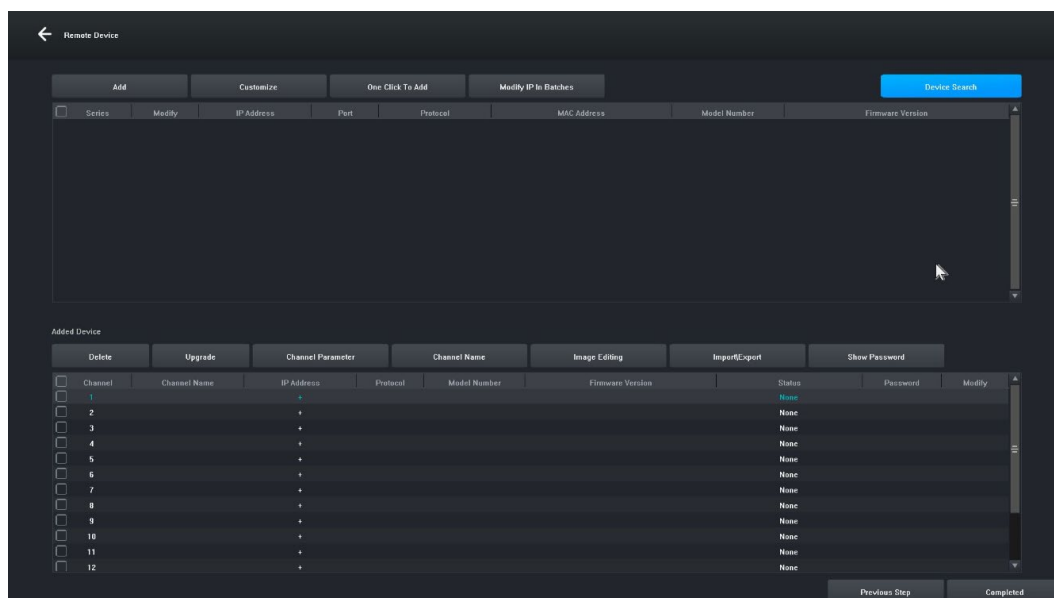 Remote Device
Add Customize One Click To Add Modify IP In Batches Device Search
Series Modify IP Address Port Protocol MAC Address Model Number Firmware Version
Added Device
Delete Upgrade Channel Parameter Channel Name Image Editing Import\Export Show Password
Channel Channel Name IP Address Protocol Model Number Firmware Version Status Password Modify
1 + None
2 + None
3 + None
4 + None
5 + None
6 + None
7 + None
8 + None
9 + None
10 + None
11 + None
12 + None
Previous Step Completed